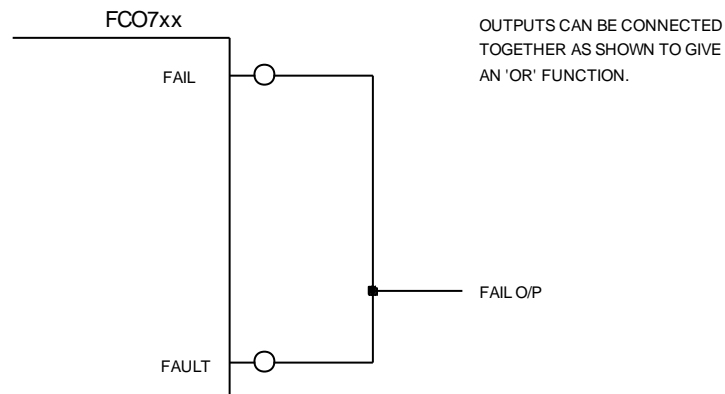 FCO7xx
OUTPUTS CAN BE CONNECTED
TOGETHER AS SHOWN TO GIVE
AN 'OR' FUNCTION.
FAIL
FAIL O/P
FAULT